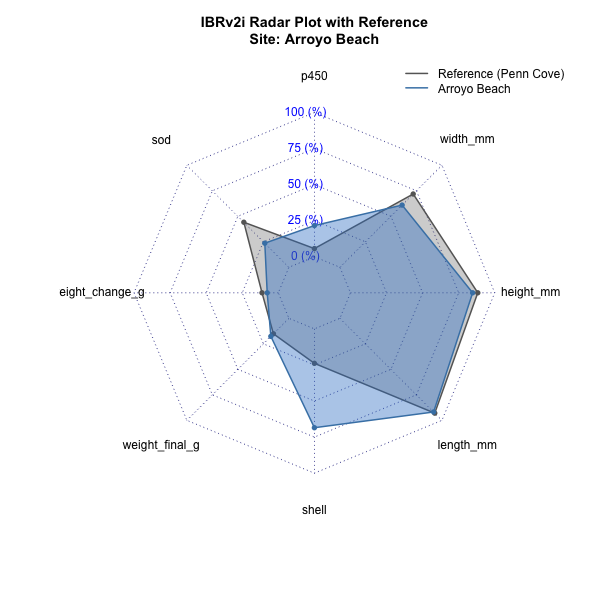 IBRv2i Radar Plot with Reference
Site: Arroyo Beach
p450
Reference (Penn Cove)
Arroyo Beach
100 (%)
sod
width_mm
75 (%)
50 (%)
25 (%)
0 (%)
eight_change_g
height_mm
weight_final_g
length_mm
shell